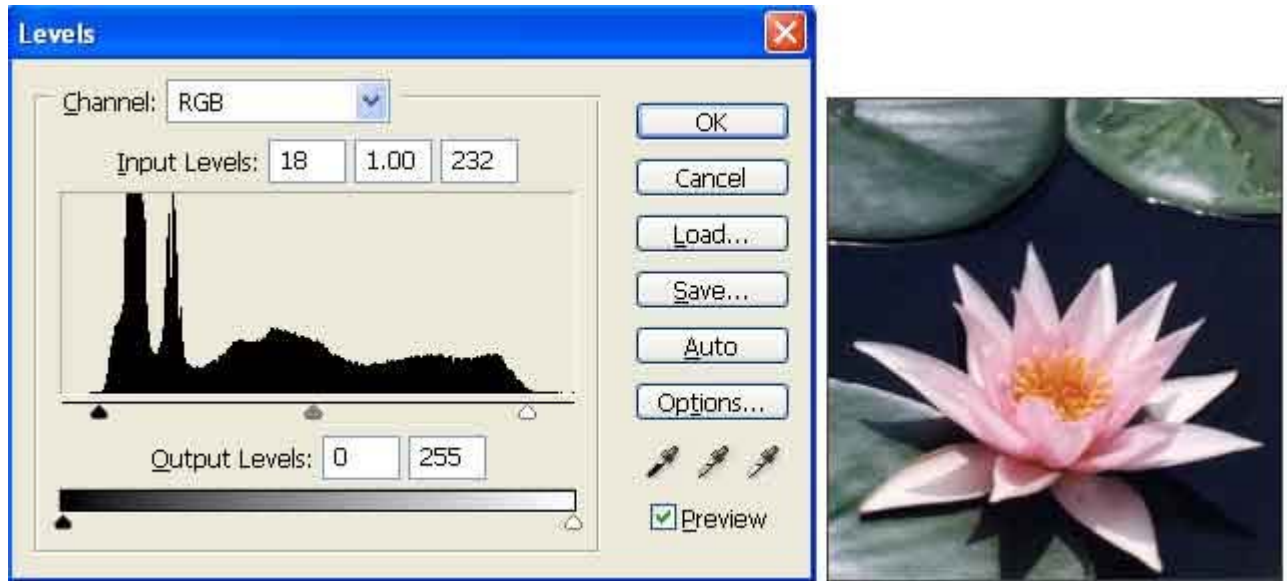 Levels
Channel: RGB
Input Levels: 18 1.00 232
Output Levels: 0 255
OK
Cancel
Load...
Save...
Auto
Options...
Preview